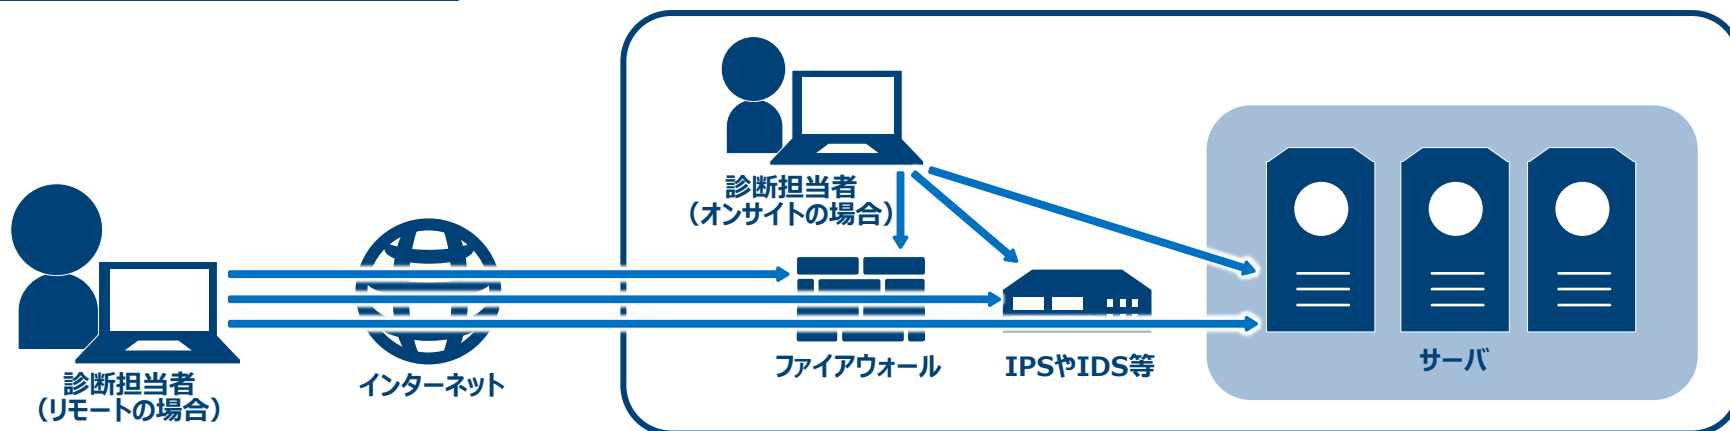 診断担当者
（オンサイトの場合）
診断担当者
（リモートの場合）
インターネット
ファイアウォール
IPSやIDS等
サーバ